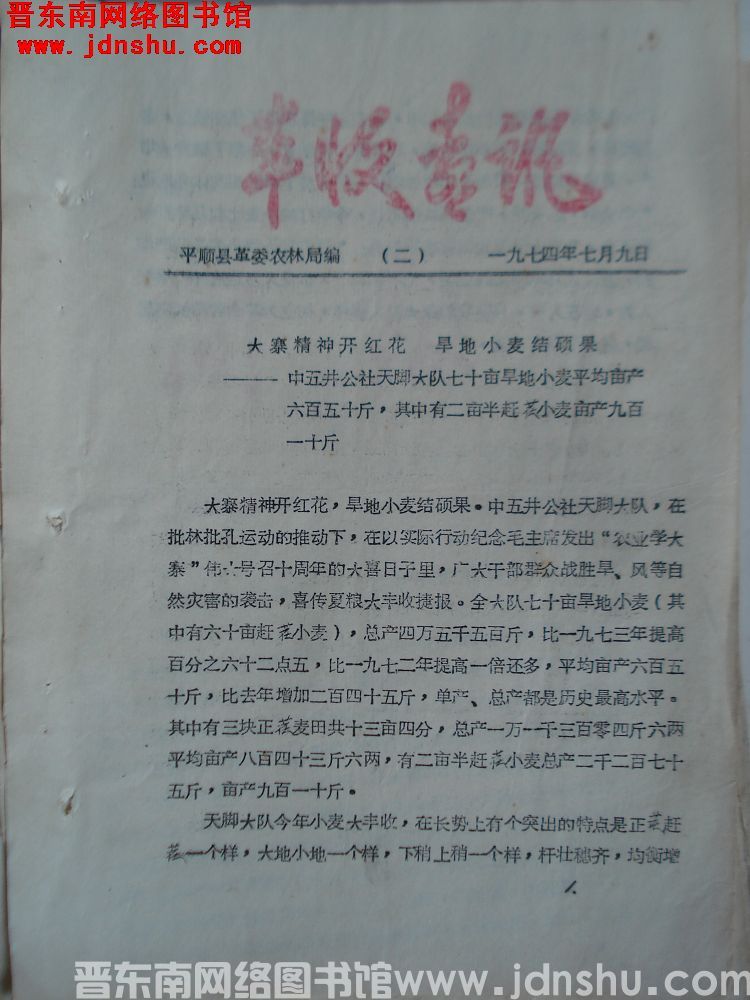 晋东南网络图书馆
www.jdnshu.com
丰收喜讯
平顺县革委农林局编 （二） 一九七四年七月九日
大寨精神开红花 旱地小麦结硕果
——中五井公社天脚大队七十亩旱地小麦平均亩产
六百五十斤，其中有二亩半赶茬小麦亩产九百
一十斤
大寨精神开红花，旱地小麦结硕果。中五井公社天脚大队，在
批林批孔运动的推动下，在以实际行动纪念毛主席发出“农业学大
寨”伟大号召十周年的大喜日子里，广大干部群众战胜旱、风等自
然灾害的袭击，喜传夏粮大丰收捷报。全大队七十亩旱地小麦（其
中有六十亩赶茬小麦），总产四万五千五百斤，比一九七三年提高
百分之六十二点五，比一九七二年提高一倍还多，平均亩产六百五
十斤，比去年增加二百四十五斤，单产、总产都是历史最高水平。
其中有三块正茬麦田共十三亩四分，总产一万一千三百零四斤六两
平均亩产八百四十三斤六两，有二亩半赶茬小麦总产二千二百七十
五斤，亩产九百一十斤。
天脚大队今年小麦大丰收，在长势上有个突出的特点是正茬赶
茬一个样，大地小地一个样，下稍上稍一个样，杆壮穗齐，均衡增
1.
晋东南网络图书馆www.jdnshu.com